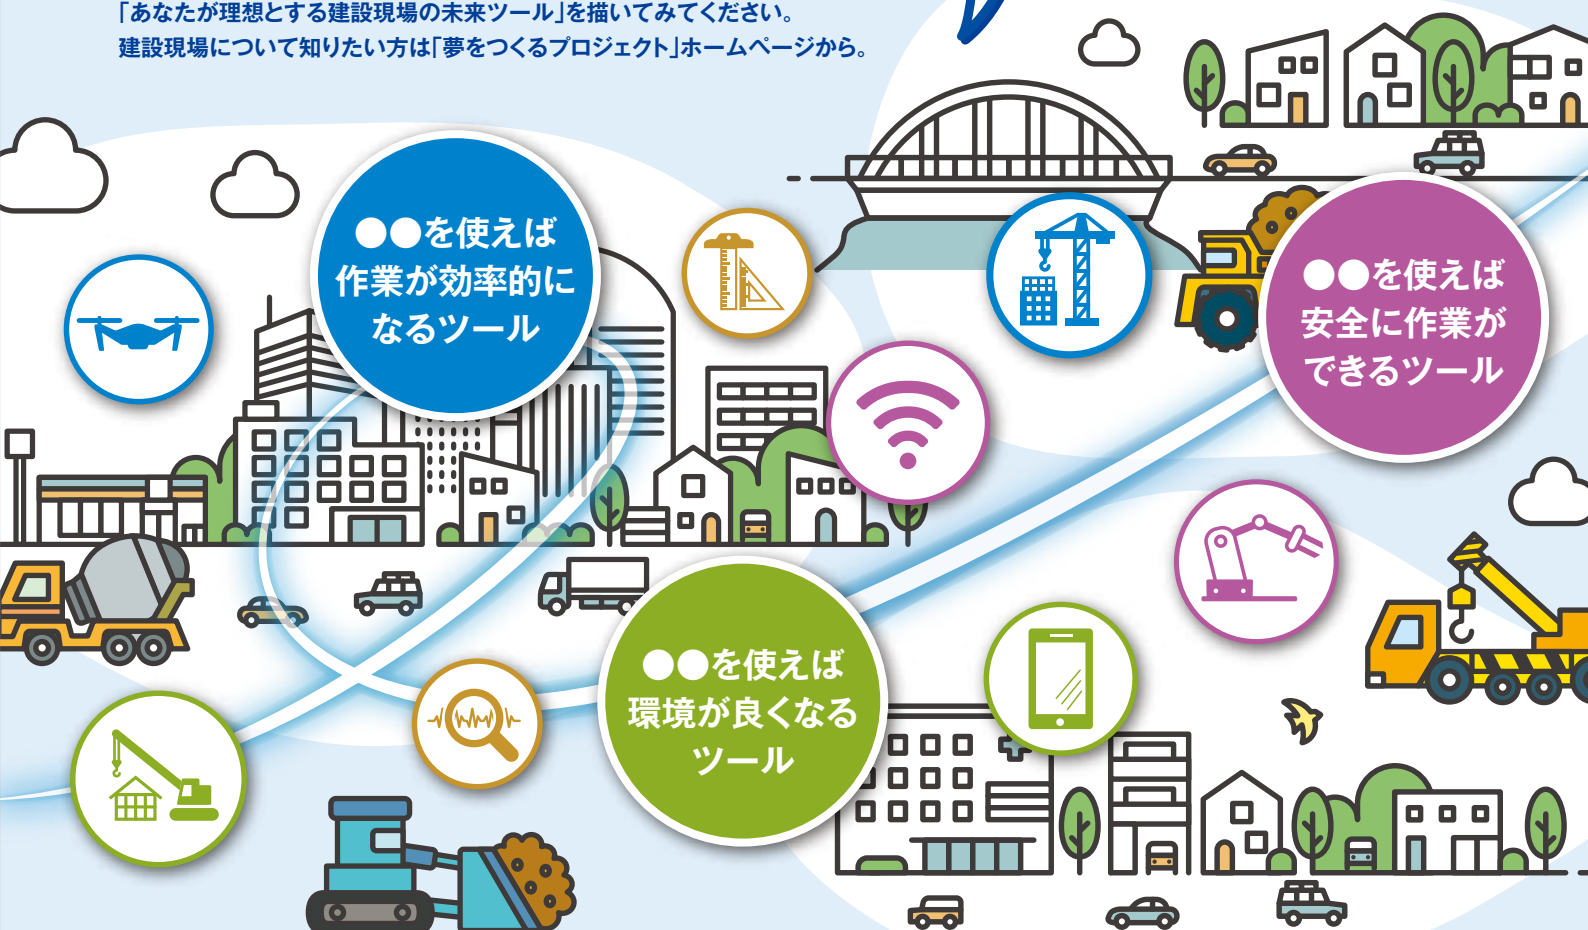 「あなたが理想とする建設現場の未来ツール」を描いてみてください。
建設現場について知りたい方は「夢をつくるプロジェクト」ホームページから。
●●を使えば
作業が効率的に
なるツール
●●を使えば
安全に作業が
できるツール
●●を使えば
環境が良くなる
ツール